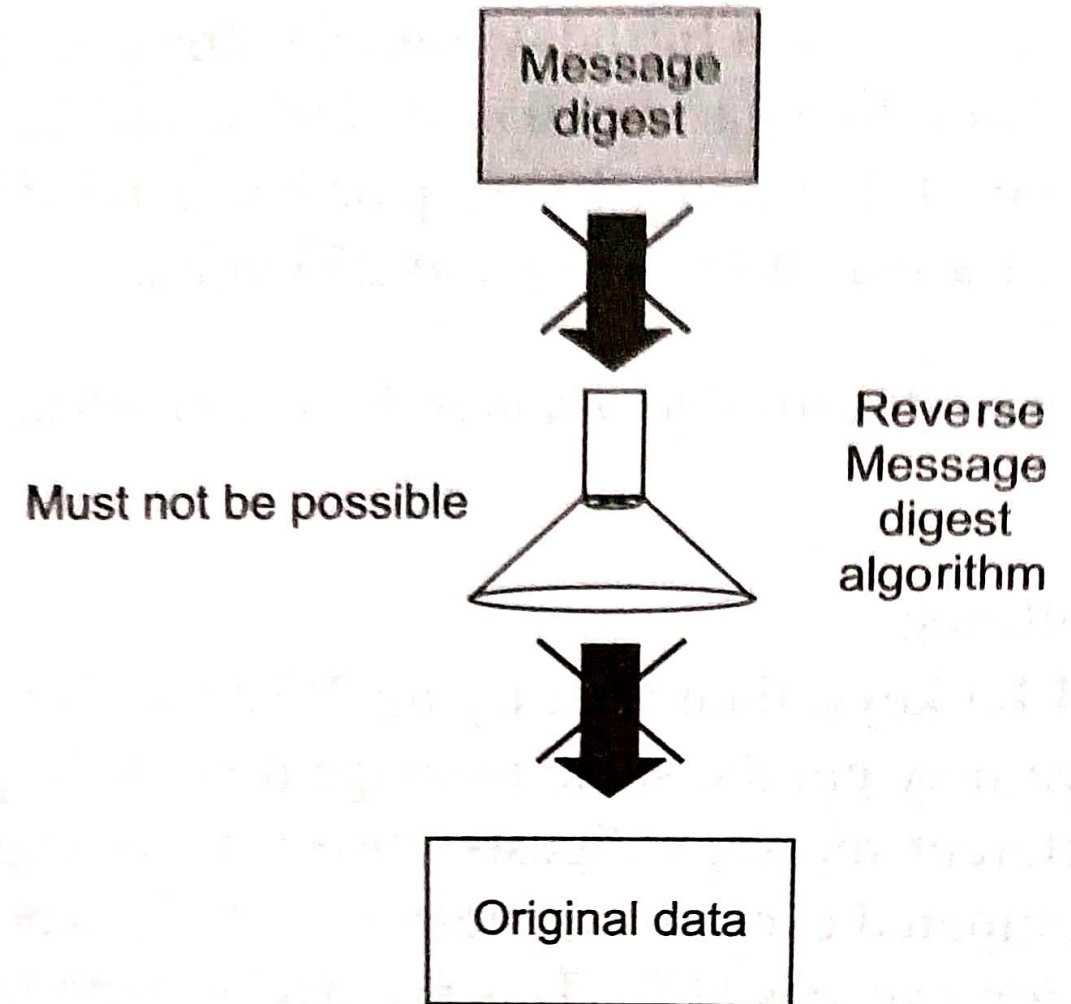 Message
digest
Must not be possible
Reverse
Message
digest
algorithm
Original data